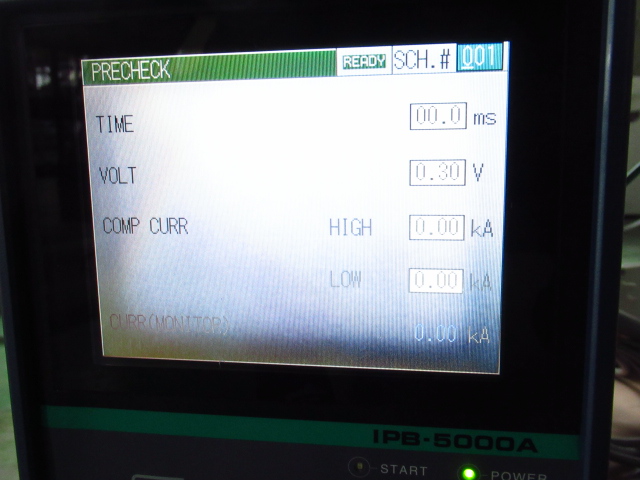 PRECHECK READY SCH.# 001
TIME 00.0 ms
VOLT 0.30 V
COMP CURR HIGH 0.00 kA
LOW 0.00 kA
CURR(MONITOR) 0.00 kA
IPB-5000A
START POWER